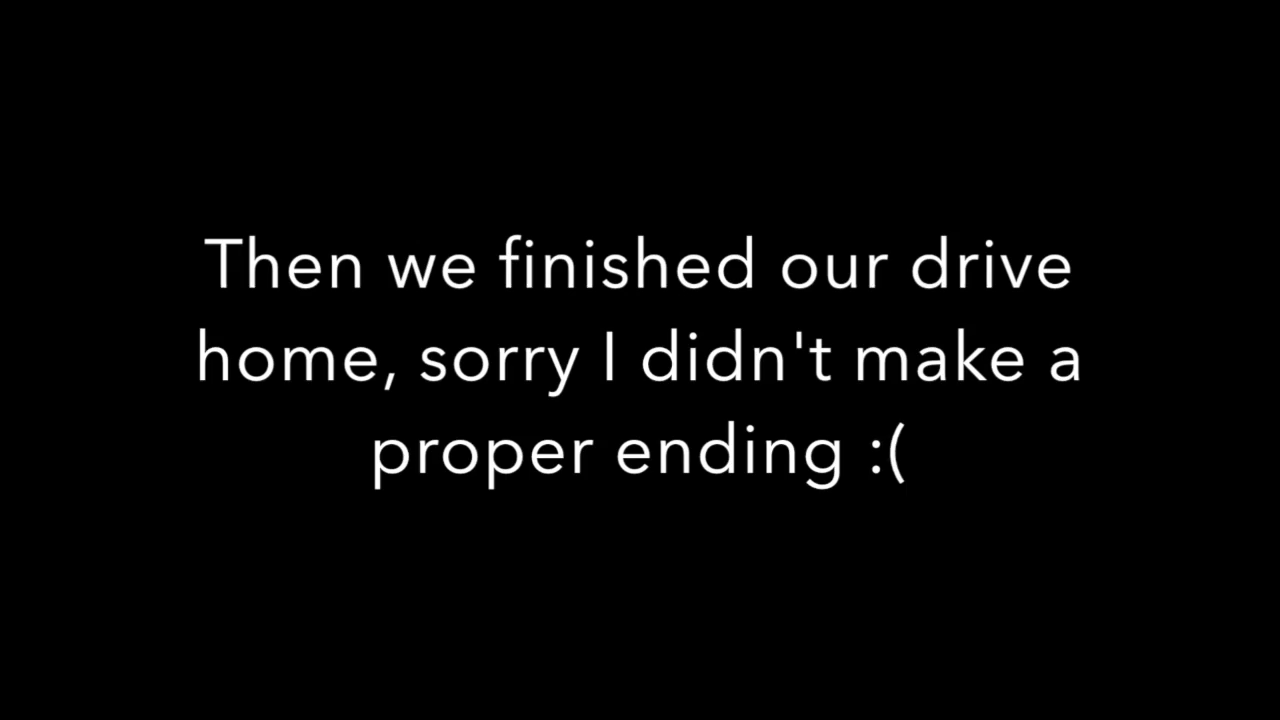 Then we finished our drive
home, sorry I didn't make a
proper ending :(